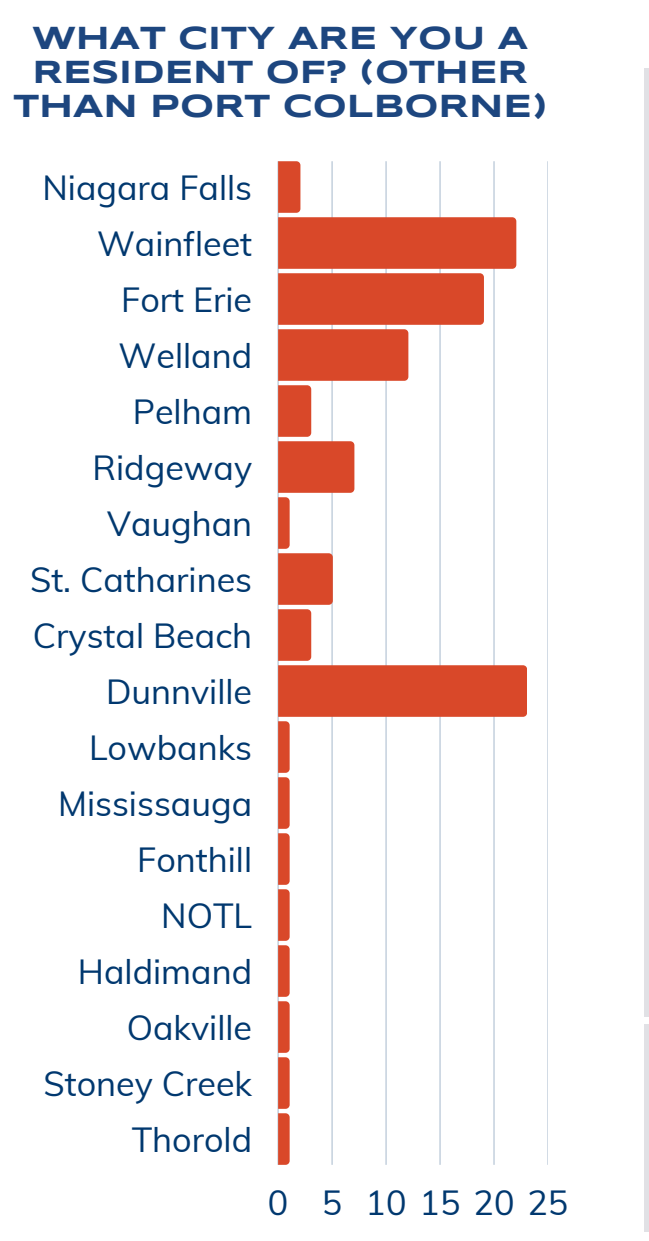 WHAT CITY ARE YOU A
RESIDENT OF? (OTHER
THAN PORT COLBORNE)
Niagara Falls
Wainfleet
Fort Erie
Welland
Pelham
Ridgeway
Vaughan
St. Catharines
Crystal Beach
Dunnville
Lowbanks
Mississauga
Fonthill
NOTL
Haldimand
Oakville
Stoney Creek
Thorold
0 5 10 15 20 25